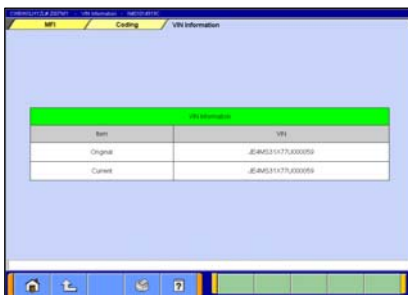 MFI
Coding
VIN Information
VIN Information
Item VIN
Original JE4MS31X77U000059
Current JE4MS31X77U000059
?